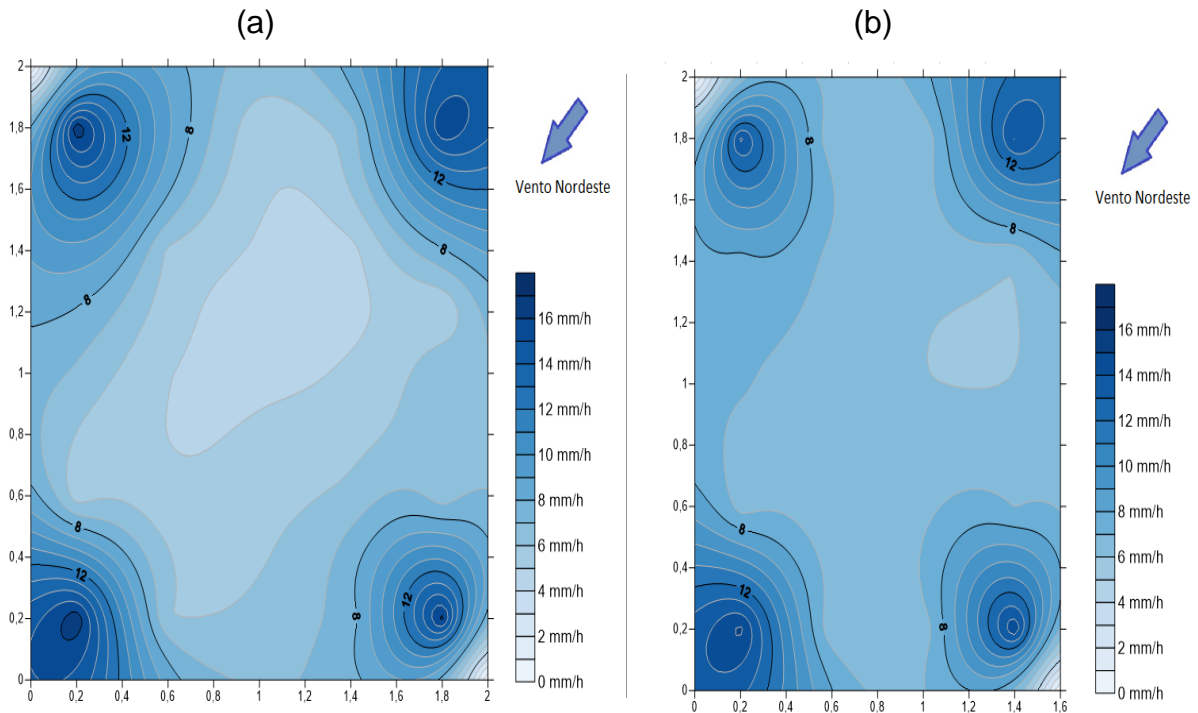 (a)
(b)
2
1,8
1,6
1,4
1,2
1
0,8
0,6
0,4
0,2
0
0
0,2
0,4
0,6
0,8
1
1,2
1,4
1,6
1,8
2
12
8
12
8
8
8
12
12
8
Vento Nordeste
16 mm/h
14 mm/h
12 mm/h
10 mm/h
8 mm/h
6 mm/h
4 mm/h
2 mm/h
0 mm/h
2
1,8
1,6
1,4
1,2
1
0,8
0,6
0,4
0,2
0
0
0,2
0,4
0,6
0,8
1
1,2
1,4
1,6
8
12
8
8
12
8
Vento Nordeste
16 mm/h
14 mm/h
12 mm/h
10 mm/h
8 mm/h
6 mm/h
4 mm/h
2 mm/h
0 mm/h